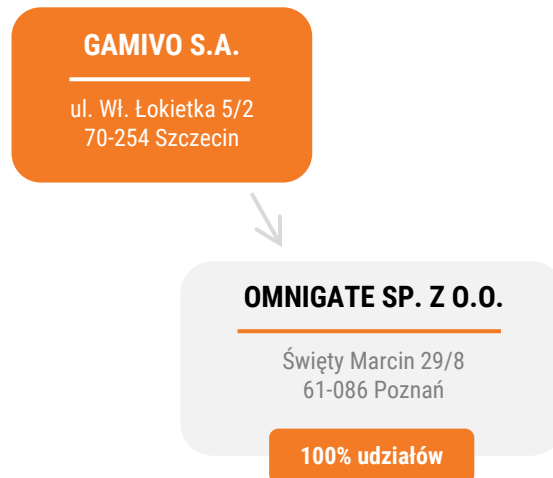 GAMIVO S.A.
ul. Wł. Łokietka 5/2
70-254 Szczecin
OMNIGATE SP. Z O.O.
Święty Marcin 29/8
61-086 Poznań
100% udziałów